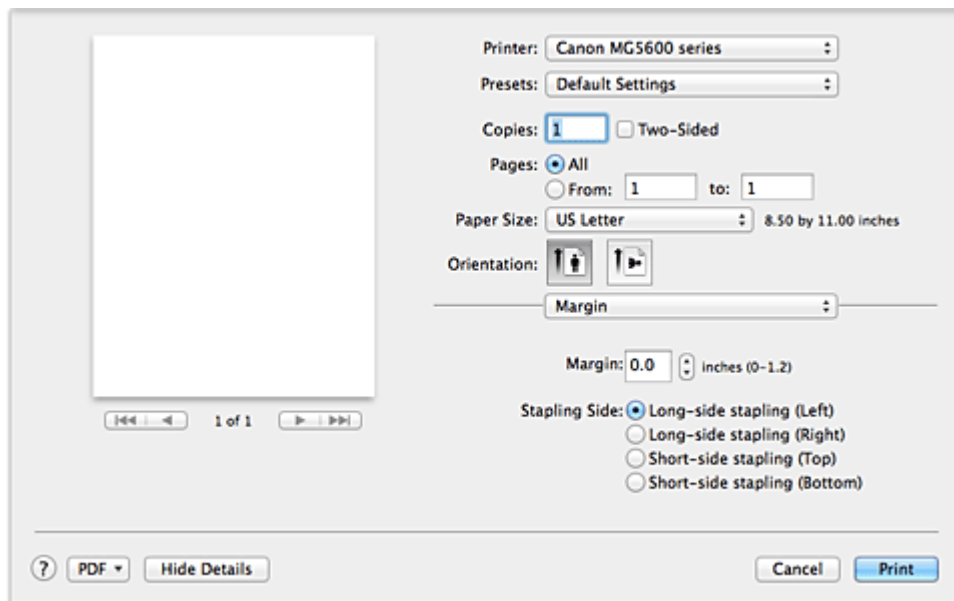 Printer: Canon MG5600 series
Presets: Default Settings
Copies: 1 Two-Sided
Pages: All
From: 1 to: 1
Paper Size: US Letter 8.50 by 11.00 inches
Orientation:
Margin
Margin: 0.0 inches (0-1.2)
1 of 1
Stapling Side: Long-side stapling (Left)
Long-side stapling (Right)
Short-side stapling (Top)
Short-side stapling (Bottom)
? PDF Hide Details Cancel Print